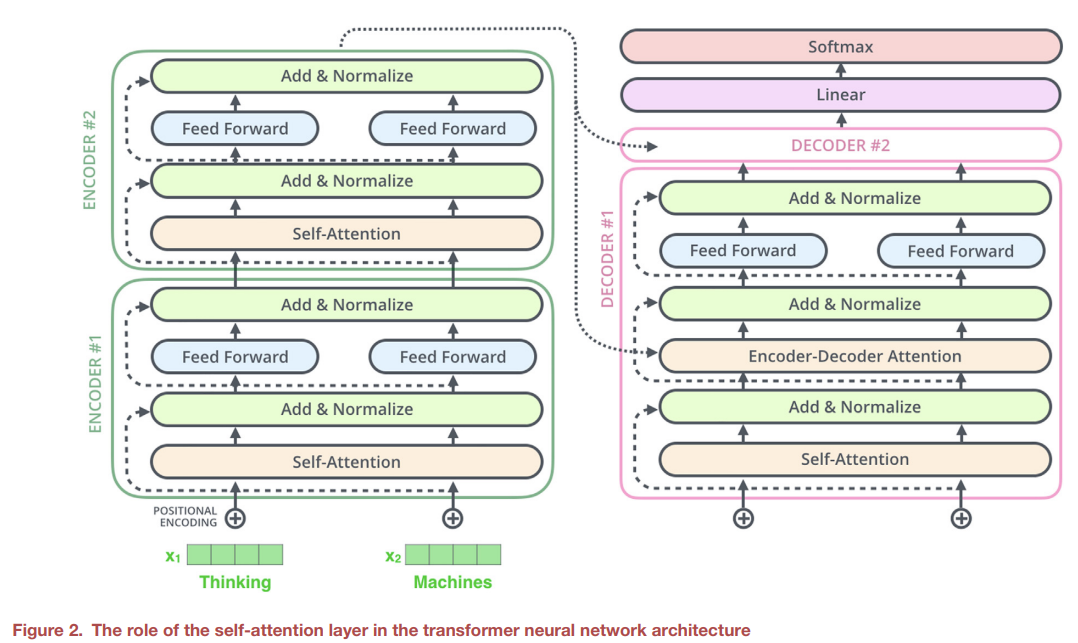 ENCODER #2
Add & Normalize
Feed Forward
Feed Forward
Add & Normalize
Self-Attention
ENCODER #1
Add & Normalize
Feed Forward
Feed Forward
Add & Normalize
Self-Attention
POSITIONAL
ENCODING
x1
x2
Thinking
Machines
Softmax
Linear
DECODER #2
DECODER #1
Add & Normalize
Feed Forward
Feed Forward
Add & Normalize
Encoder-Decoder Attention
Add & Normalize
Self-Attention
Figure 2. The role of the self-attention layer in the transformer neural network architecture